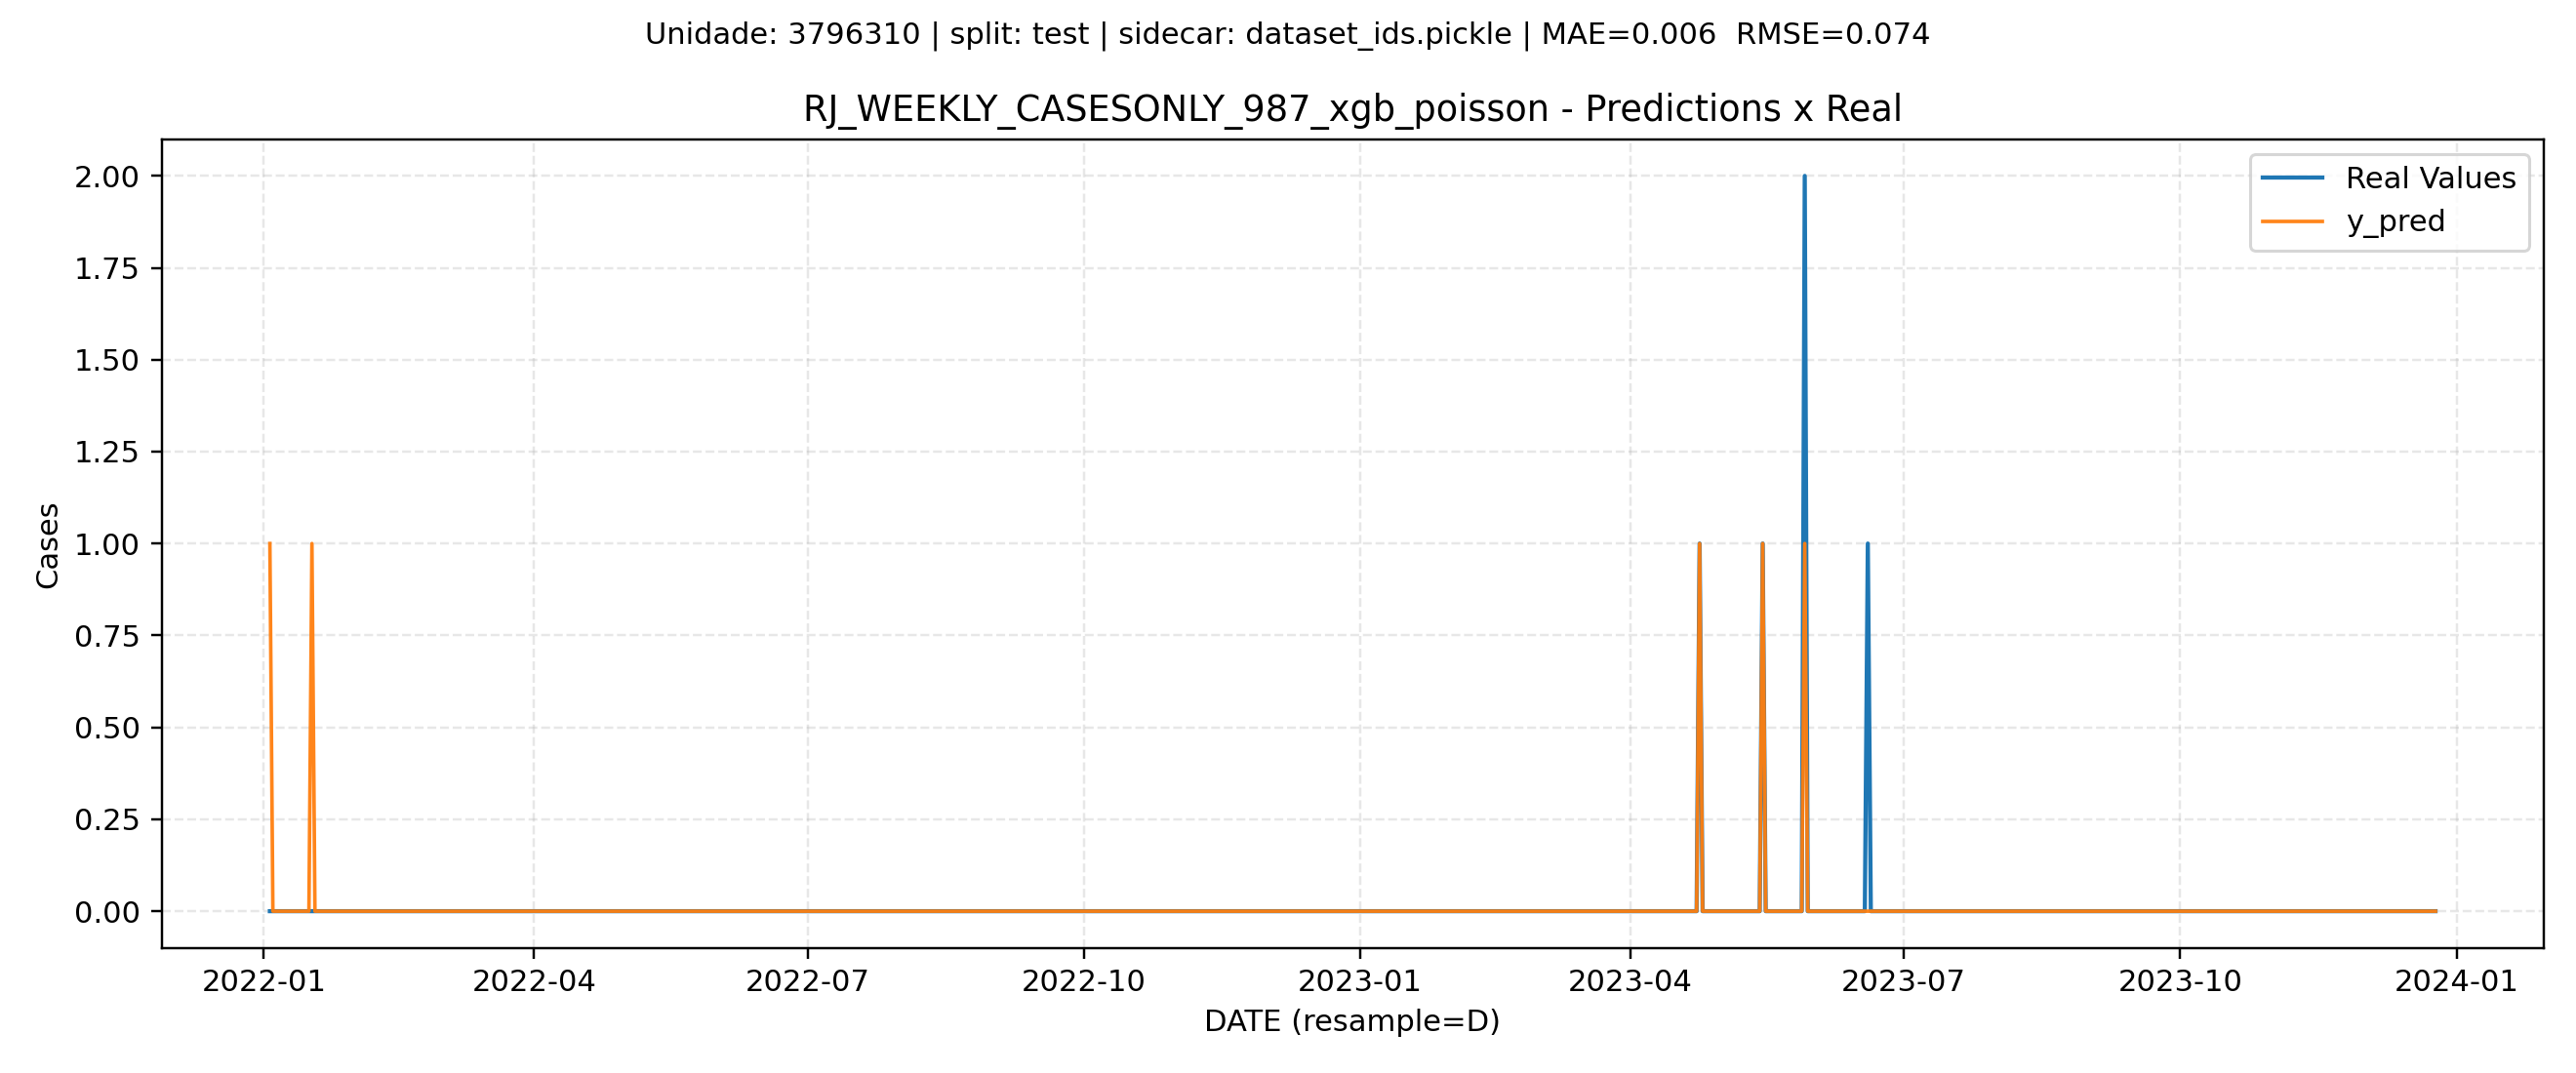 Unidade: 3796310 | split: test | sidecar: dataset_ids.pickle | MAE=0.006  RMSE=0.074
RJ_WEEKLY_CASESONLY_987_xgb_poisson - Predictions x Real
Real Values
y_pred
Cases
2.00
1.75
1.50
1.25
1.00
0.75
0.50
0.25
0.00
2022-01 2022-04 2022-07 2022-10 2023-01 2023-04 2023-07 2023-10 2024-01
DATE (resample=D)